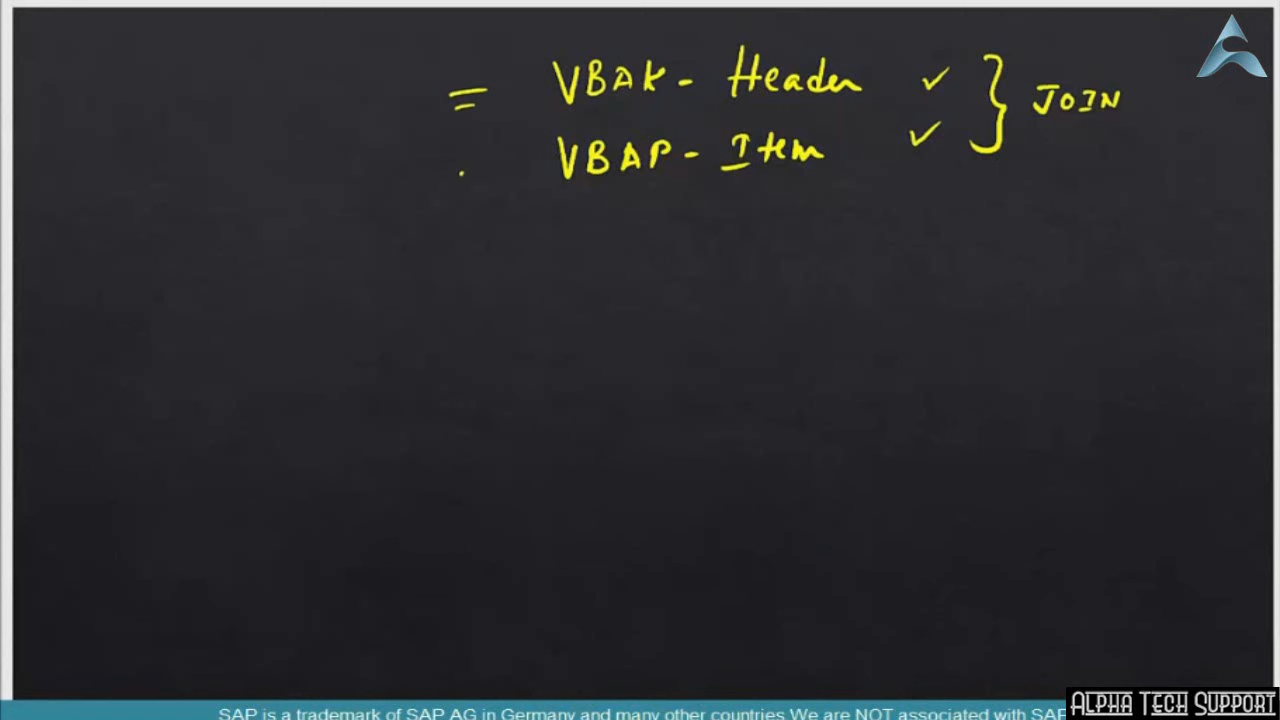 = VBAK - Header ✓ } JOIN
. VBAP - Item ✓
SAP is a trademark of SAP AG in Germany and many other countries We are NOT associated with SAP
ALPHA TECH SUPPORT